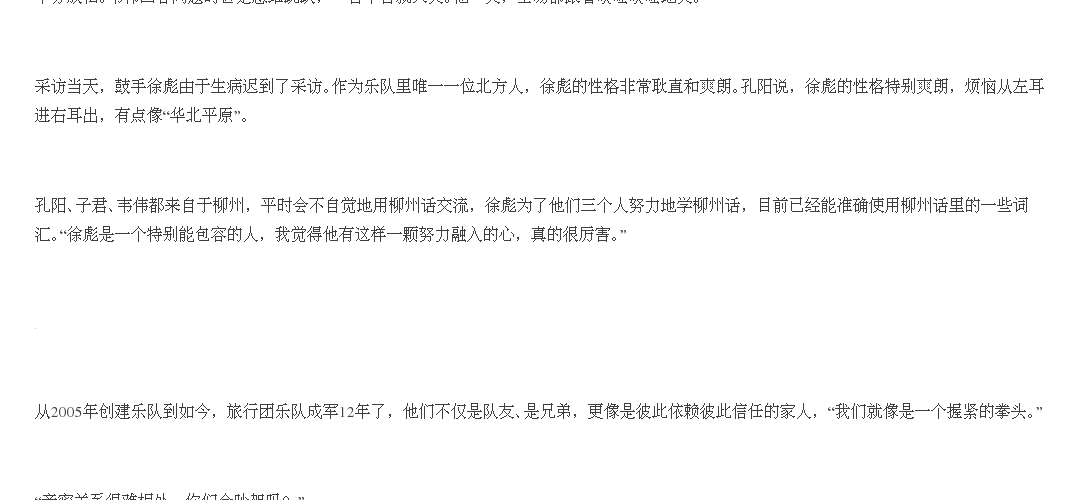 采访当天，鼓手徐彪由于生病迟到了采访。作为乐队里唯一一位北方人，徐彪的性格非常耿直和爽朗。孔阳说，徐彪的性格特别爽朗，烦恼从左耳
进右耳出，有点像“华北平原”。
孔阳、子君、韦伟都来自于柳州，平时会不自觉地用柳州话交流，徐彪为了他们三个人努力地学柳州话，目前已经能准确使用柳州话里的一些词
汇。“徐彪是一个特别能包容的人，我觉得他有这样一颗努力融入的心，真的很厉害。”
从2005年创建乐队到如今，旅行团乐队成军12年了，他们不仅是队友、是兄弟，更像是彼此依赖彼此信任的家人，“我们就像是一个握紧的拳头。”